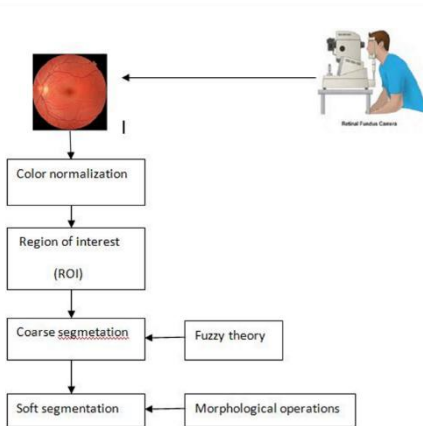 I
Retinal Fundus Camera
Color normalization
Region of interest
(ROI)
Coarse segmetation
Fuzzy theory
Soft segmentation
Morphological operations